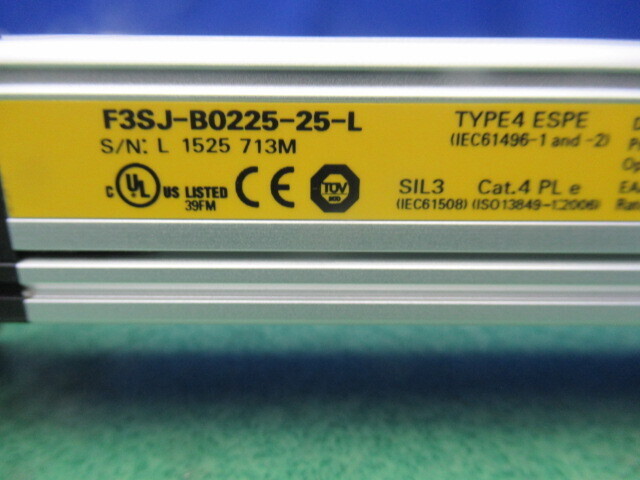 F3SJ-B0225-25-L
S/N: L 1525 713M
C UL US LISTED
39FM
CE
TÜV
TYPE4 ESPE
(IEC61496-1 and -2)
SIL3 Cat.4 PL e
(IEC61508) (ISO13849-1:2006)